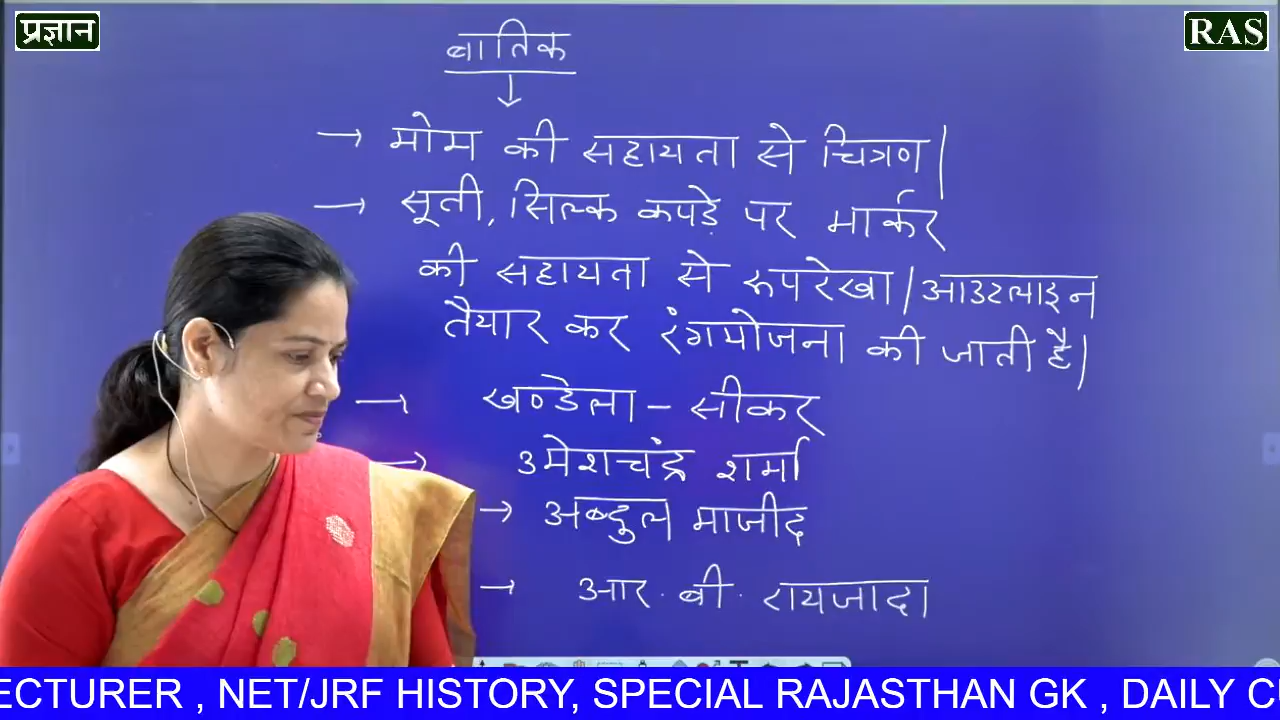 प्रज्ञान
RAS
बातिक
→ मोम की सहायता से चित्रण|
→ सूती, सिल्क कपड़े पर मार्कर
की सहायता से रूपरेखा/आउटलाइन
तैयार कर रंगयोजना की जाती है|
→ खण्डेला - सीकर
→ उमेशचंद्र शर्मा
→ अब्दुल माजीद
→ आर. बी. रायजादा
ECTURER , NET/JRF HISTORY, SPECIAL RAJASTHAN GK , DAILY C